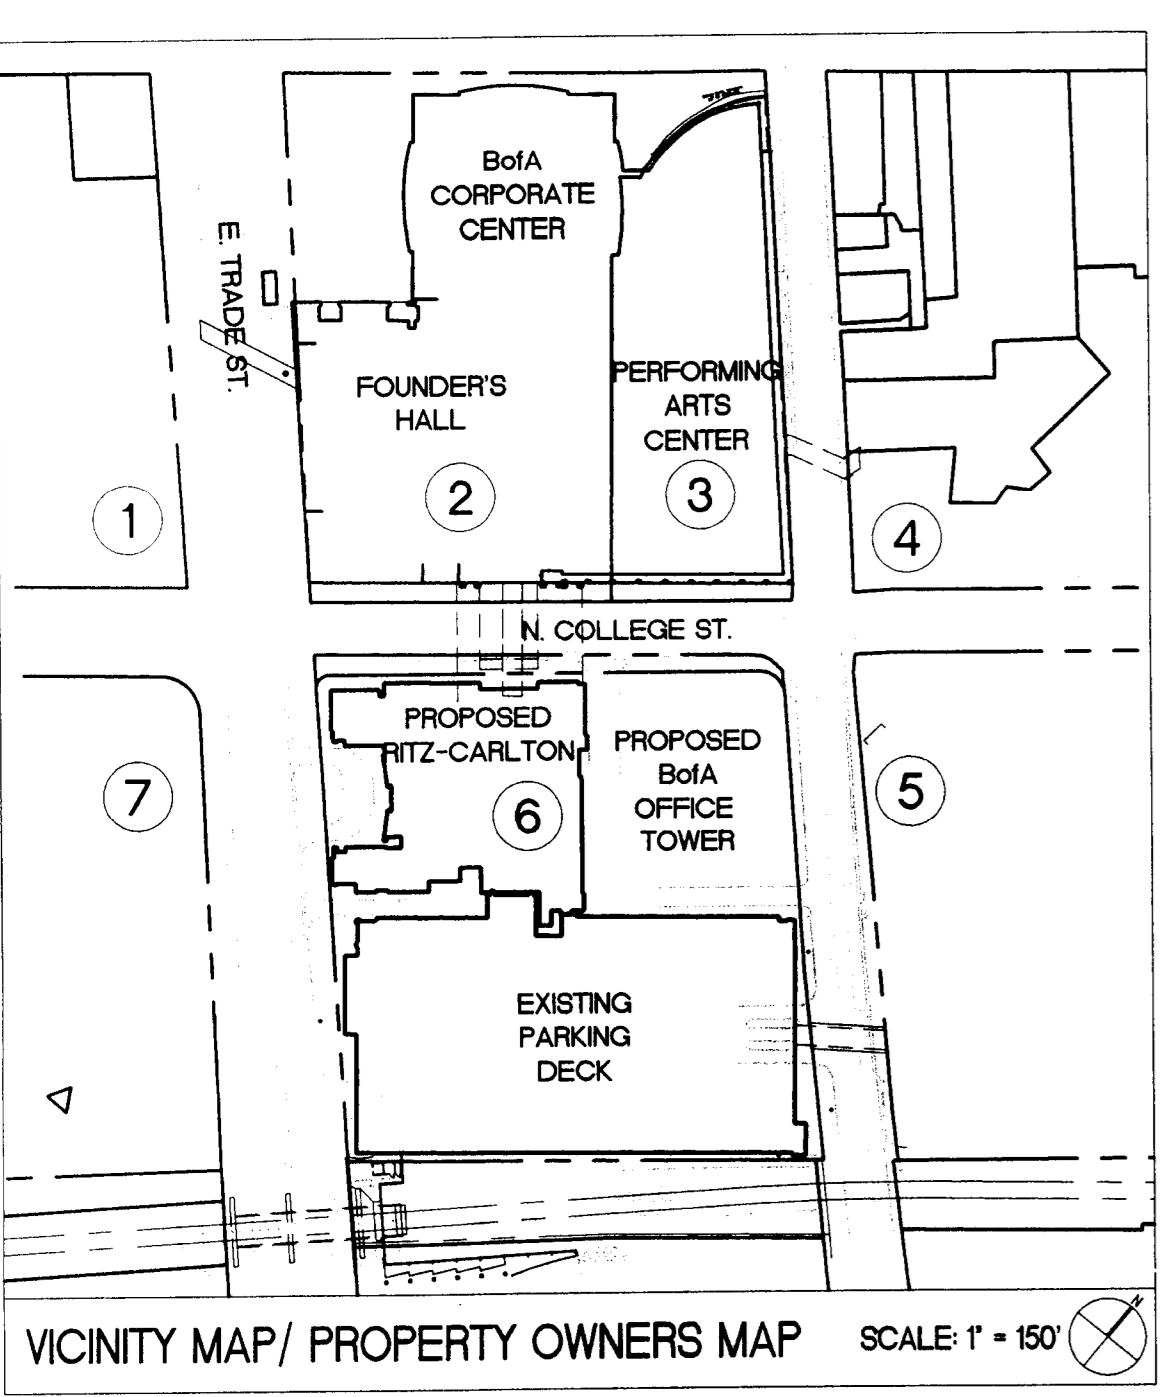 BofA
CORPORATE
CENTER
E. TRADE ST.
FOUNDER'S
HALL
PERFORMING
ARTS
CENTER
1
2
3
4
N. COLLEGE ST.
PROPOSED
RITZ-CARLTON
PROPOSED
BofA
OFFICE
TOWER
7
6
5
EXISTING
PARKING
DECK
VICINITY MAP/ PROPERTY OWNERS MAP
SCALE: 1" = 150'
N